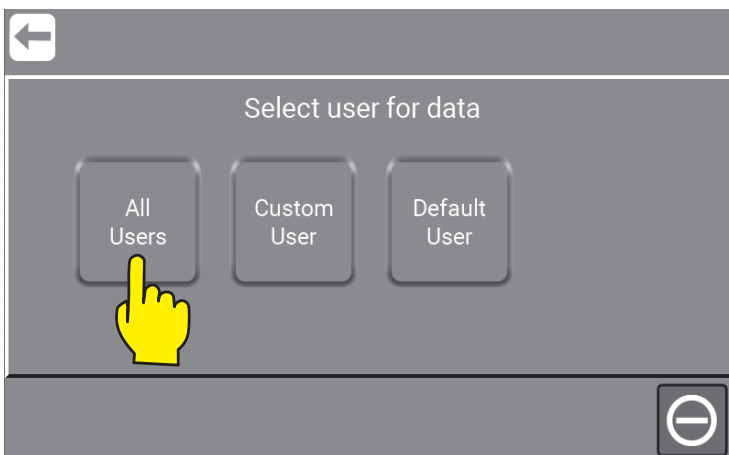 Select user for data
All
Users
Custom
User
Default
User